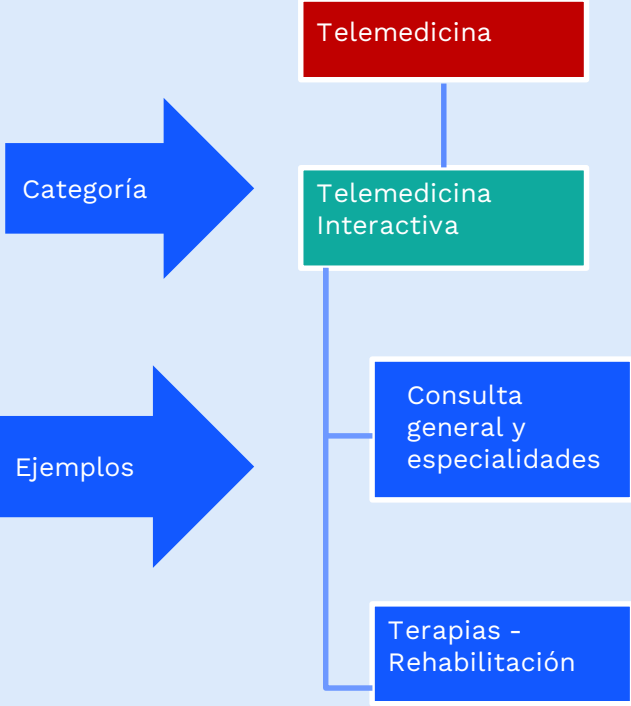 Telemedicina
Categoría
Telemedicina
Interactiva
Consulta
general y
especialidades
Ejemplos
Terapias -
Rehabilitación